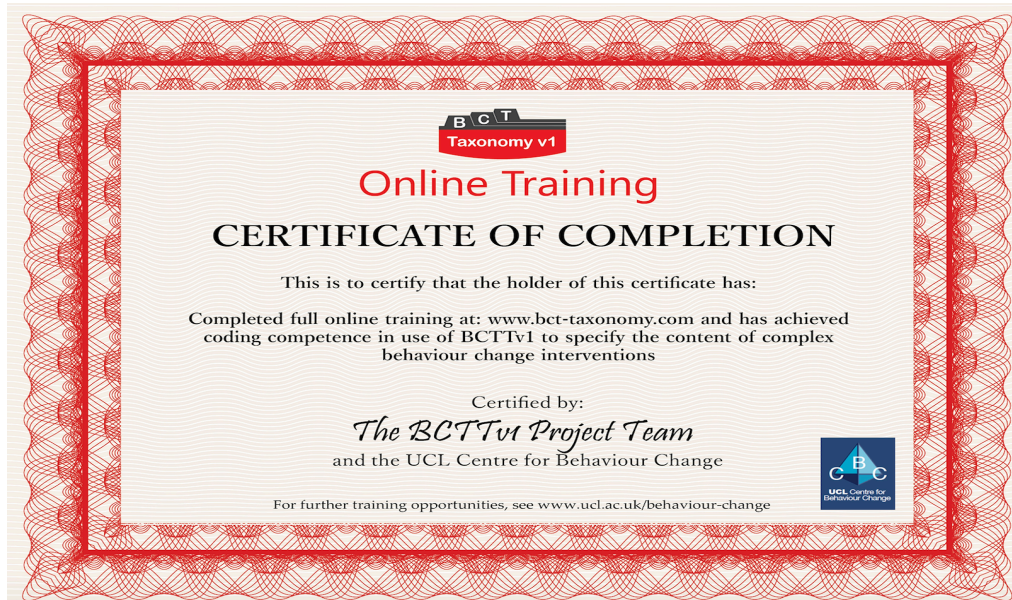 BCT
Taxonomy v1
Online Training
CERTIFICATE OF COMPLETION
This is to certify that the holder of this certificate has:
Completed full online training at: www.bct-taxonomy.com and has achieved
coding competence in use of BCTTv1 to specify the content of complex
behaviour change interventions
Certified by:
The BCTTv1 Project Team
and the UCL Centre for Behaviour Change
CBC
UCL Centre for
Behaviour Change
For further training opportunities, see www.ucl.ac.uk/behaviour-change